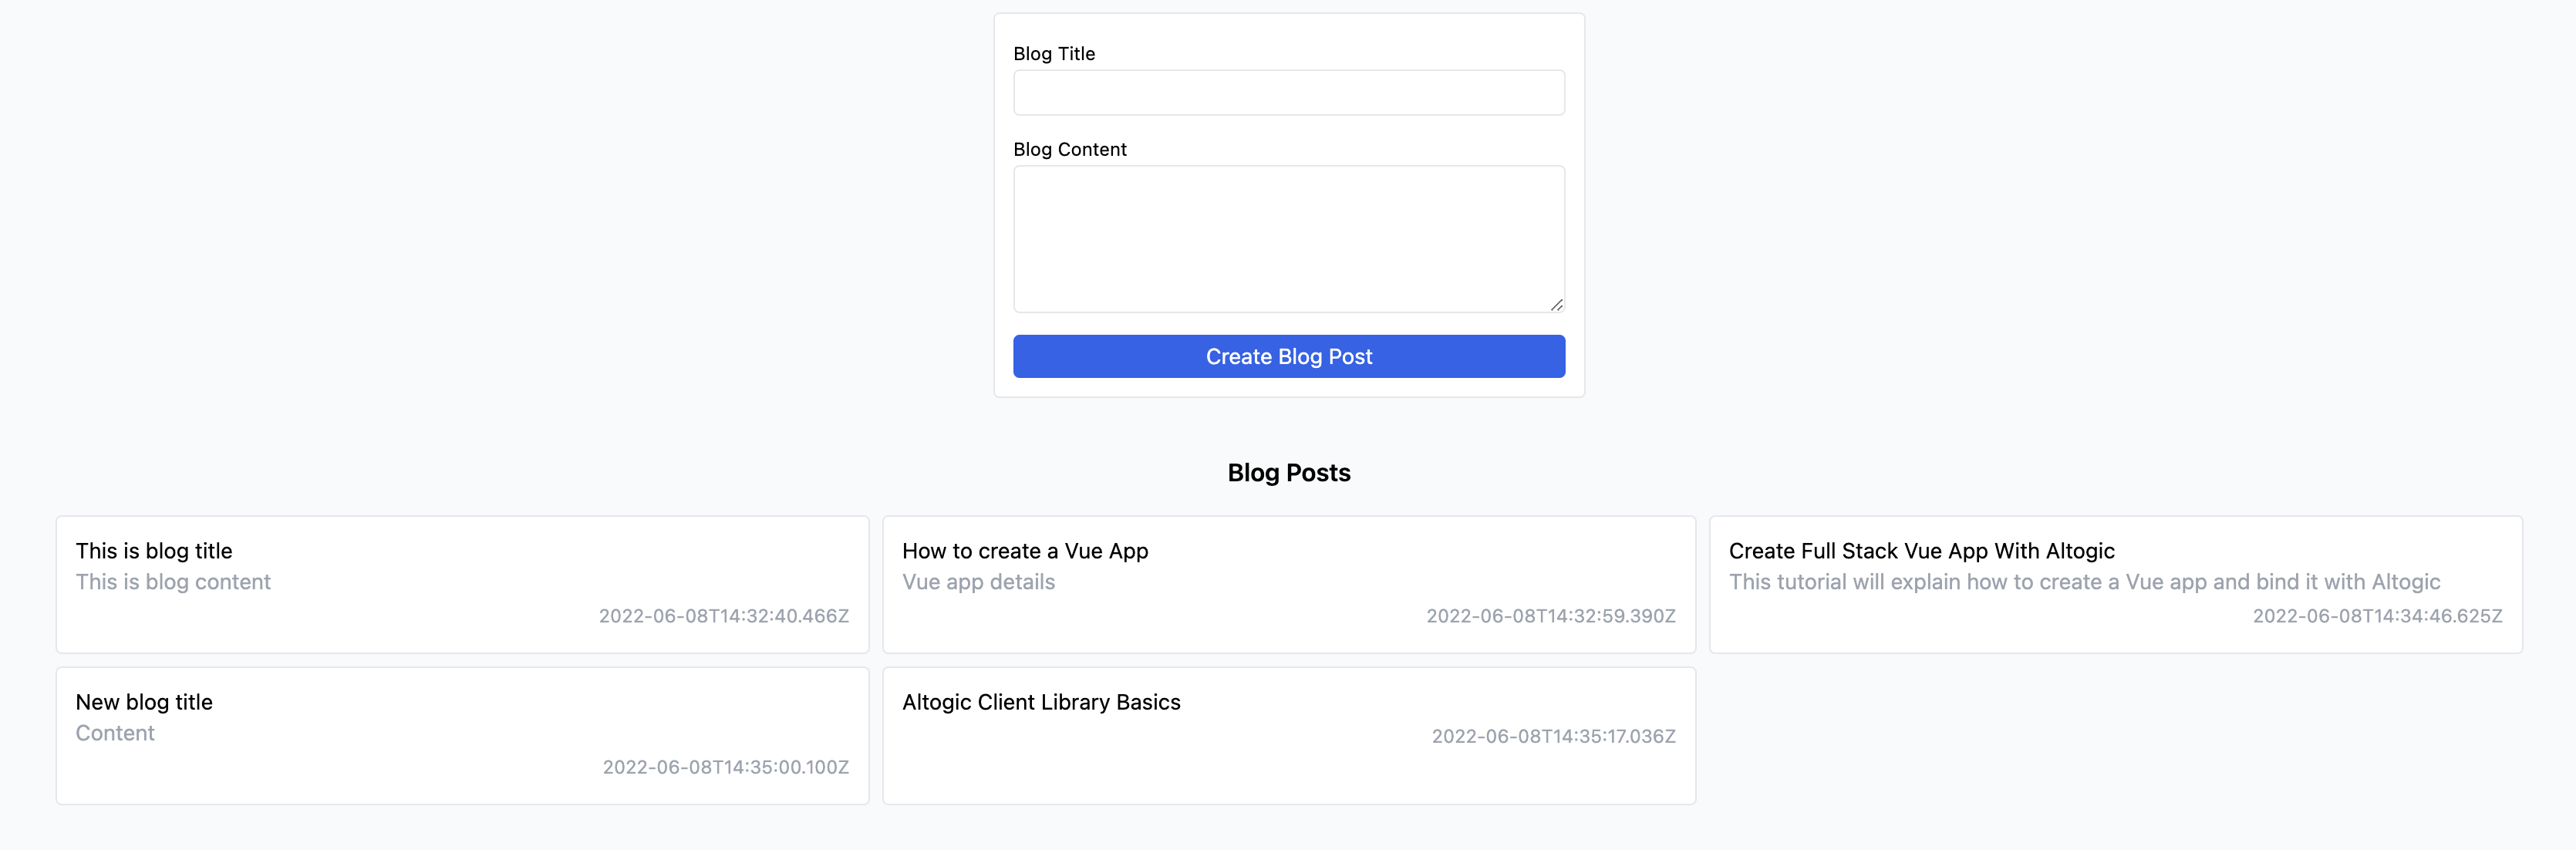 Blog Title
Blog Content
Create Blog Post
Blog Posts
This is blog title
This is blog content
2022-06-08T14:32:40.466Z
How to create a Vue App
Vue app details
2022-06-08T14:32:59.390Z
Create Full Stack Vue App With Altogic
This tutorial will explain how to create a Vue app and bind it with Altogic
2022-06-08T14:34:46.625Z
New blog title
Content
2022-06-08T14:35:00.100Z
Altogic Client Library Basics
2022-06-08T14:35:17.036Z